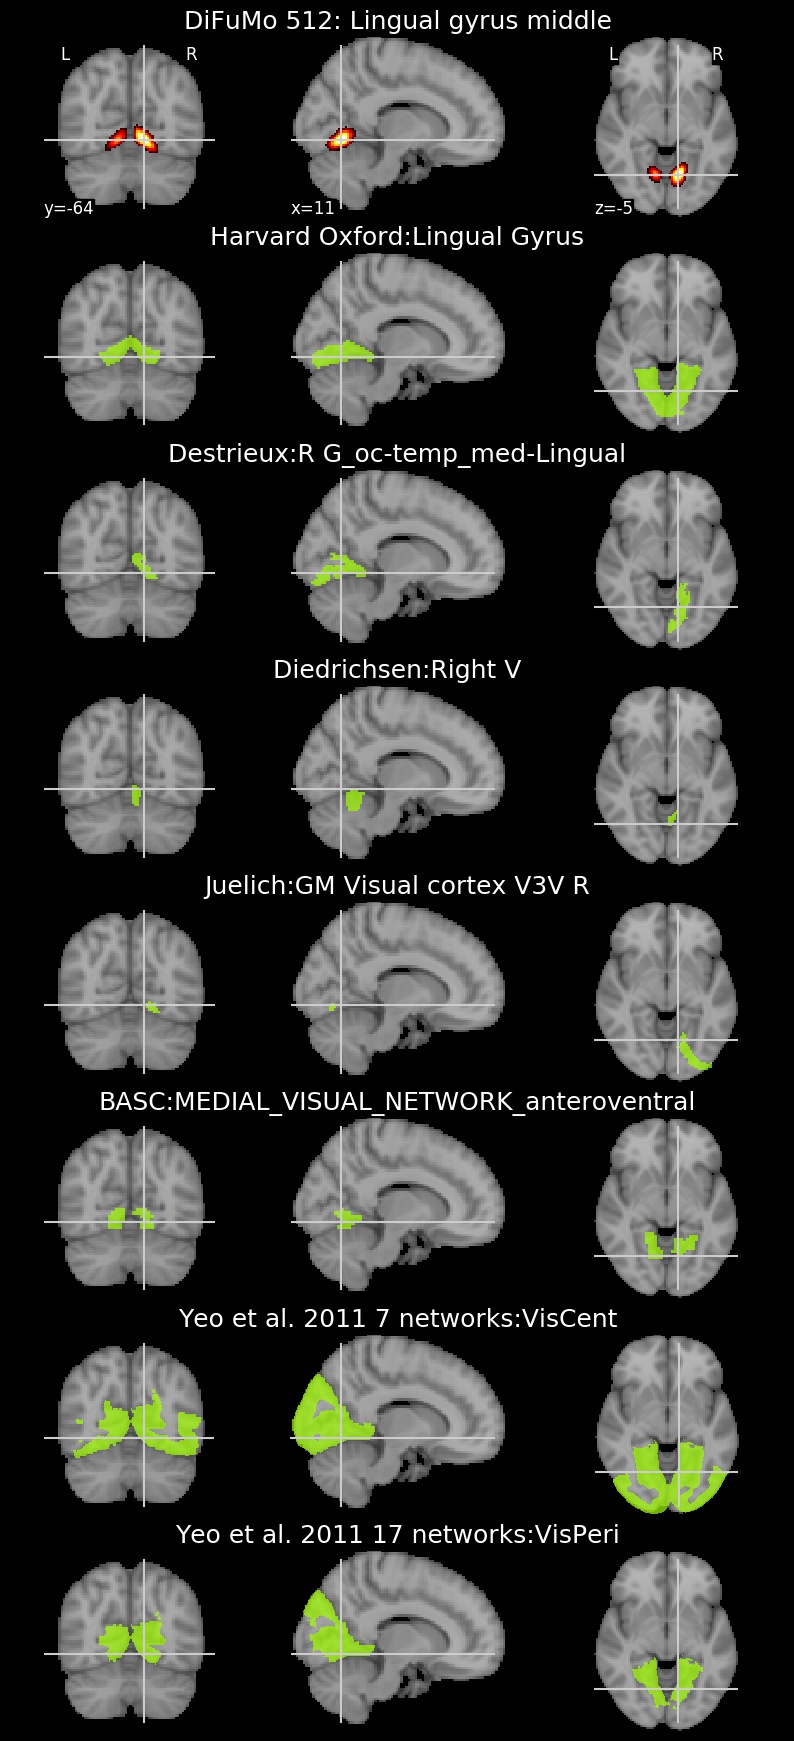 DiFuMo 512: Lingual gyrus middle
L R L R
y=-64 x=11 z=-5
Harvard Oxford:Lingual Gyrus
Destrieux:R G_oc-temp_med-Lingual
Diedrichsen:Right V
Juelich:GM Visual cortex V3V R
BASC:MEDIAL_VISUAL_NETWORK_anteroventral
Yeo et al. 2011 7 networks:VisCent
Yeo et al. 2011 17 networks:VisPeri